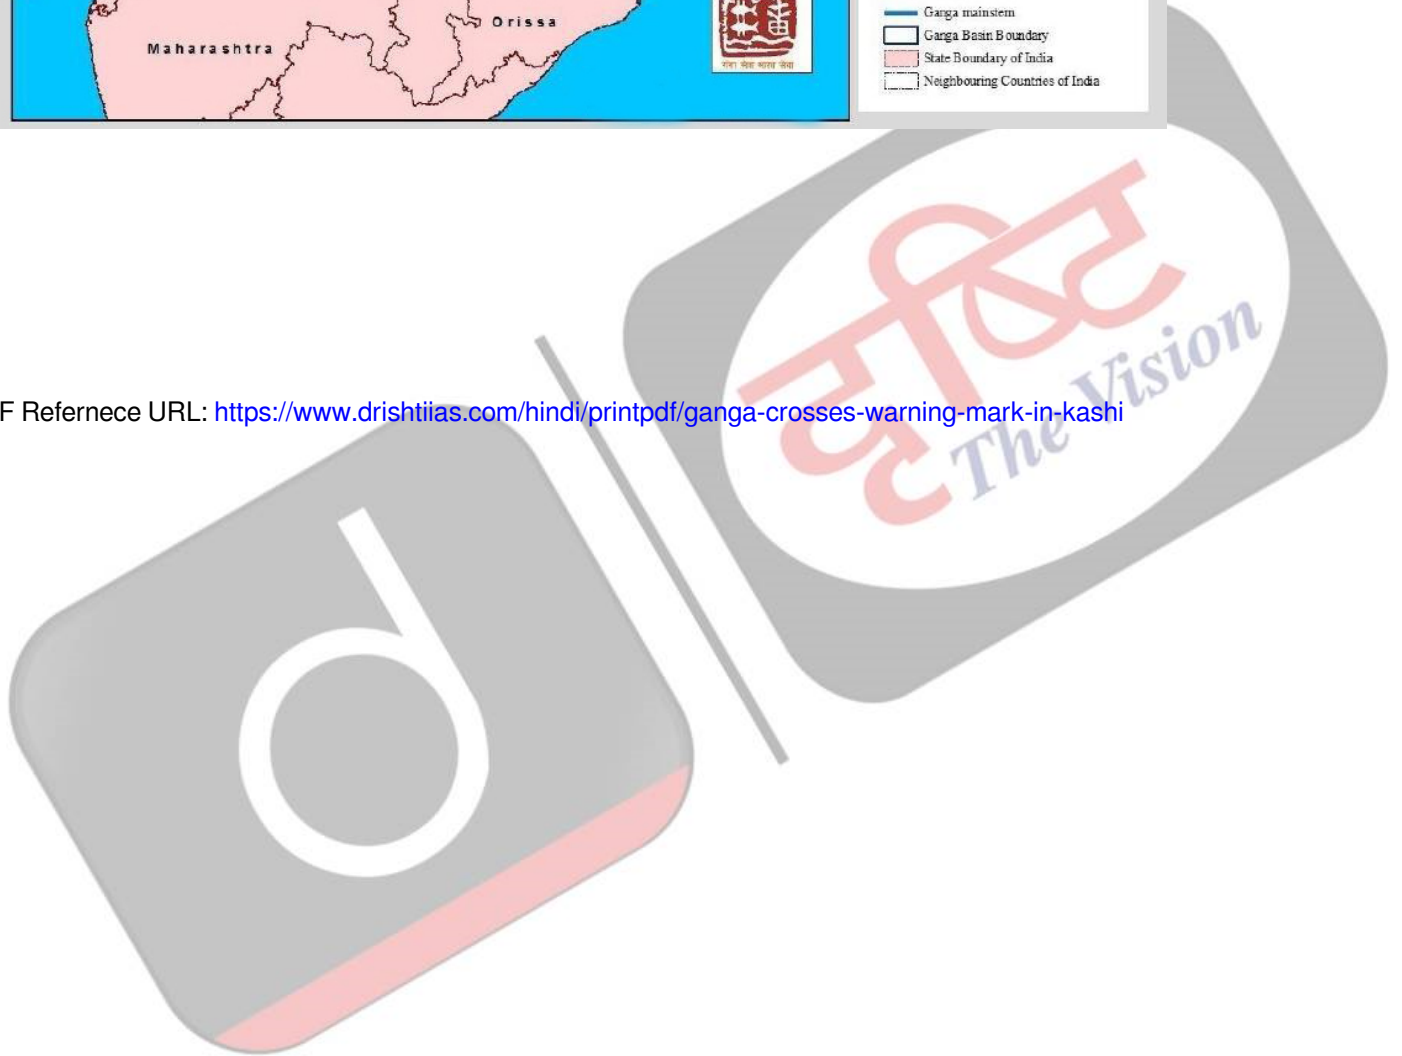 Orissa
Maharashtra
Ganga mainstem
Ganga Basin Boundary
State Boundary of India
Neighbouring Countries of India
दृष्टि
The Vision
F Refernece URL: https://www.drishtiias.com/hindi/printpdf/ganga-crosses-warning-mark-in-kashi
d